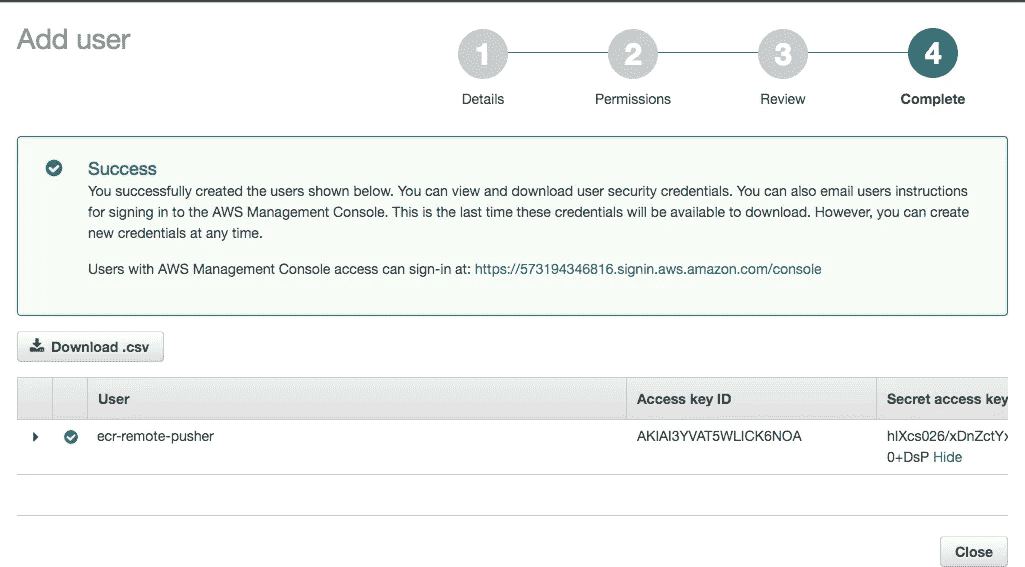 Add user
1
2
3
4
Details
Permissions
Review
Complete
Success
You successfully created the users shown below. You can view and download user security credentials. You can also email users instructions
for signing in to the AWS Management Console. This is the last time these credentials will be available to download. However, you can create
new credentials at any time.
Users with AWS Management Console access can sign-in at: https://573194346816.signin.aws.amazon.com/console
Download .csv
User
Access key ID
Secret access key
ecr-remote-pusher
AKIAI3YVAT5WLICK6NOA
0+DsP Hide
Close